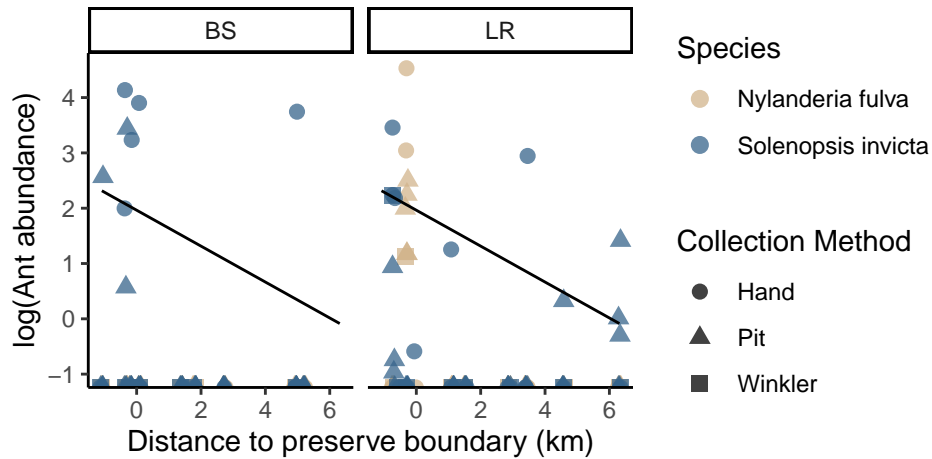 BS
LR
log(Ant abundance)
4
3
2
1
0
−1
0
2
4
6
0
2
4
6
Distance to preserve boundary (km)
Species
Nylanderia fulva
Solenopsis invicta
Collection Method
Hand
Pit
Winkler